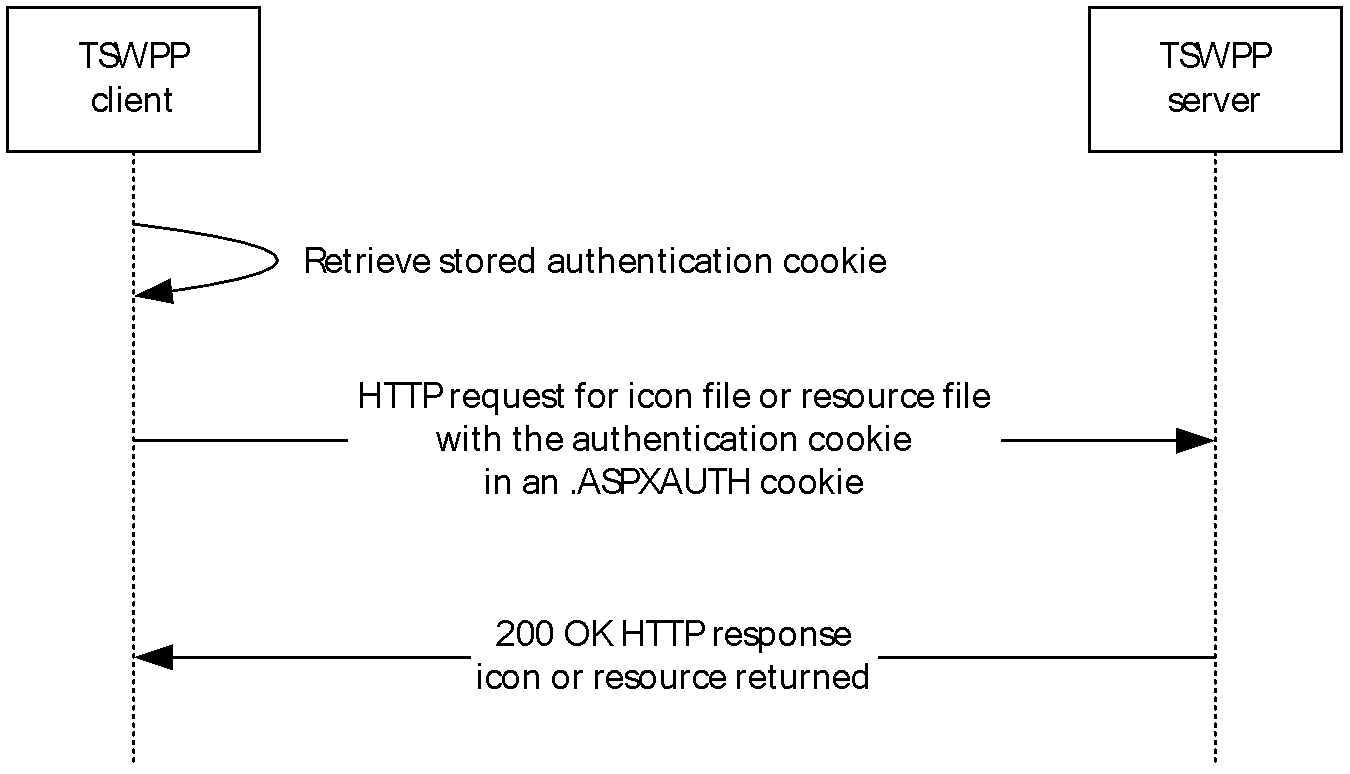 TSWPP
client
TSWPP
server
Retrieve stored authentication cookie
HTTP request for icon file or resource file
with the authentication cookie
in an .ASPXAUTH cookie
200 OK HTTP response
icon or resource returned